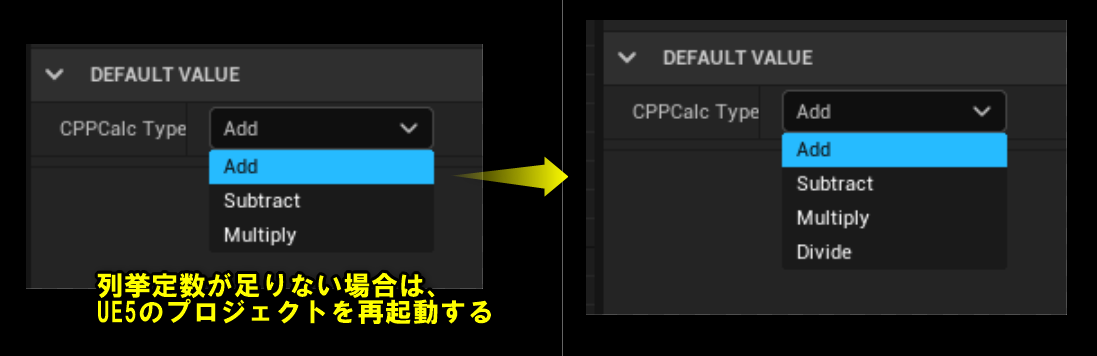 DEFAULT VALUE
CPPCalc Type
Add
Add
Subtract
Multiply
列挙定数が足りない場合は、
UE5のプロジェクトを再起動する
DEFAULT VALUE
CPPCalc Type
Add
Add
Subtract
Multiply
Divide